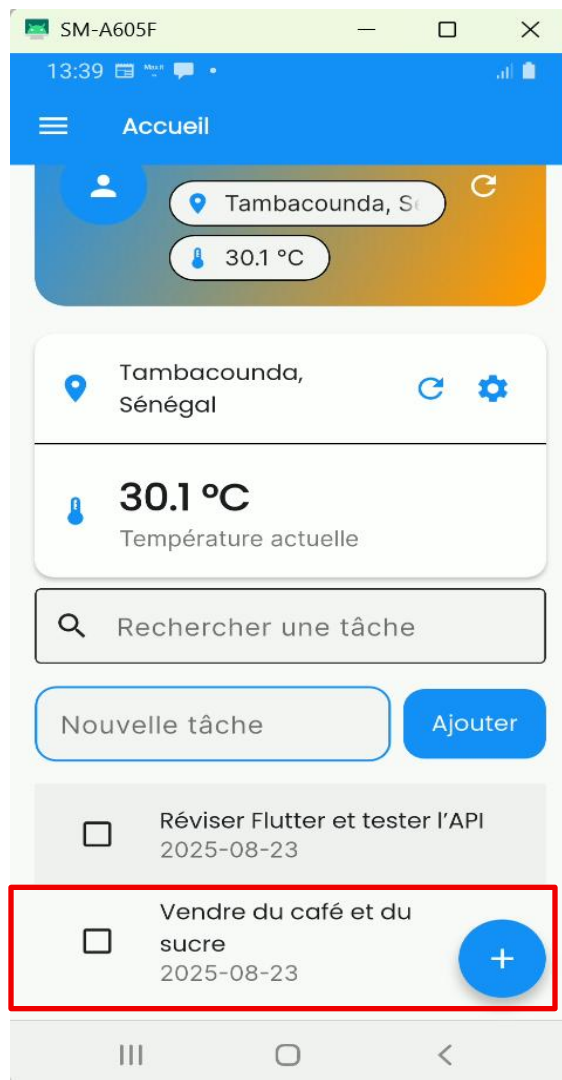 SM-A605F
13:39
Accueil
Tambacounda, S
30.1 °C
Tambacounda,
Sénégal
30.1 °C
Température actuelle
Rechercher une tâche
Nouvelle tâche
Ajouter
Réviser Flutter et tester l'API
2025-08-23
Vendre du café et du
sucre
2025-08-23